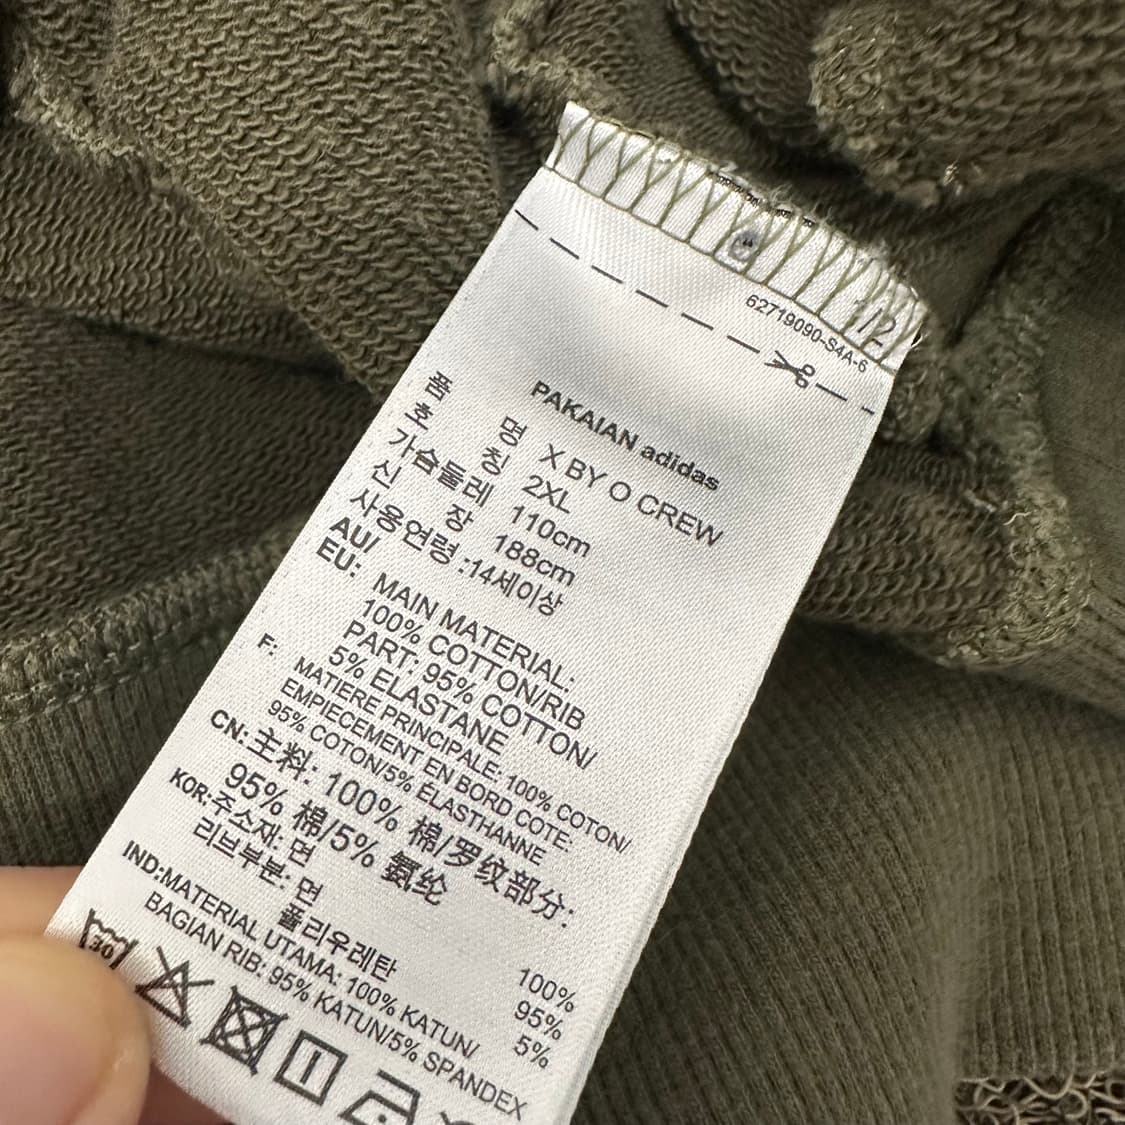 1/2
62719090-S4A-6
PAKAIAN adidas
품 명 X BY O CREW
호 칭 2XL
가슴둘레 110cm
신 장 188cm
사용연령 :14세이상
AU/
EU: MAIN MATERIAL:
100% COTTON/RIB
PART: 95% COTTON/
5% ELASTANE
F: MATIERE PRINCIPALE: 100% COTON/
EMPIECEMENT EN BORD COTE:
95% COTON/5% ÉLASTHANNE
CN: 主料: 100% 棉/罗纹部分:
95% 棉/5% 氨纶
KOR: 주소재: 면 100%
리브부분: 면 95%
폴리우레탄 5%
IND:MATERIAL UTAMA: 100% KATUN/
BAGIAN RIB: 95% KATUN/5% SPANDEX
30